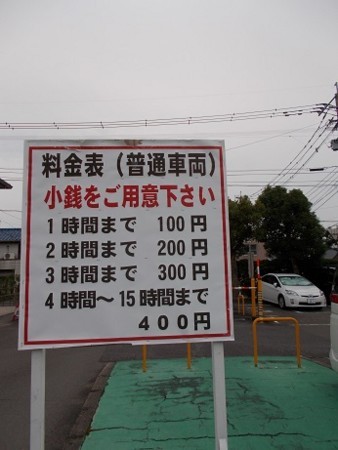 料金表（普通車両）
小銭をご用意下さい
1時間まで 100円
2時間まで 200円
3時間まで 300円
4時間〜15時間まで
400円